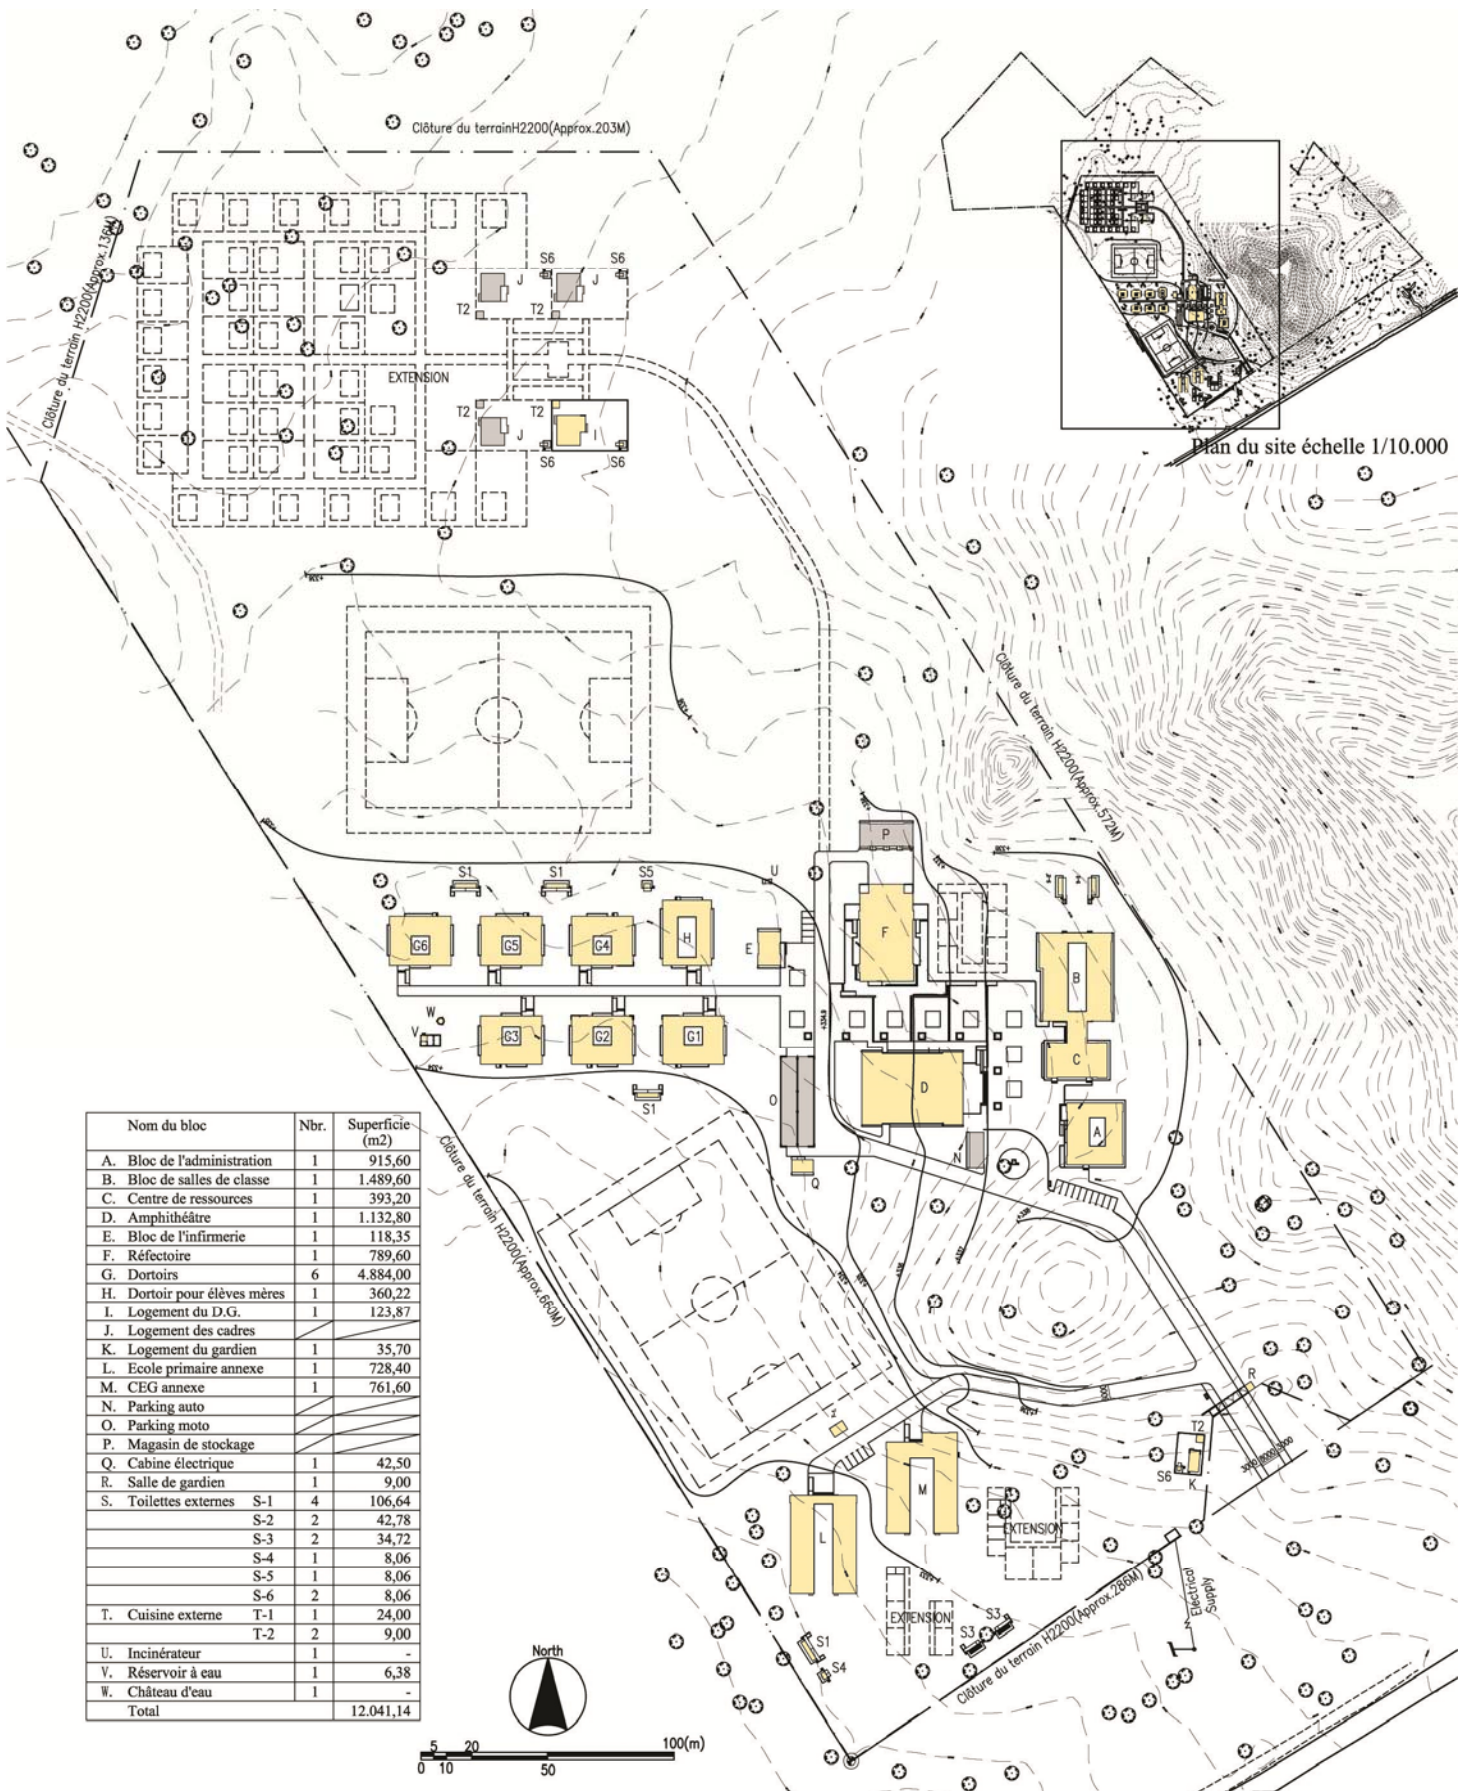 Clôture du terrainH2200(Approx.203M)
Clôture du terrain H2200(Approx.136M)
Plan du site échelle 1/10.000
S6 S6
J J
T2 T2
EXTENSION
T2 T2
J I
S6 S6
Clôture du terrain H2200(Approx.572M)
P
S1 S1 S5 U
G6 G5 G4 H E F B
W
V
G3 G2 G1
+334.9
C
D
O
S1
A
N
Q
Clôture du terrain H2200(Approx.660M)
+336
+337
R
T2
S6
K
3000 6000 3000
M
L
EXTENSION
EXTENSION
S3
S3
S1
S4
Clôture du terrain H2200(Approx.286M)
Electrical
Supply
Nom du bloc Nbr. Superficie
(m2)
A. Bloc de l'administration 1 915,60
B. Bloc de salles de classe 1 1.489,60
C. Centre de ressources 1 393,20
D. Amphithéâtre 1 1.132,80
E. Bloc de l'infirmerie 1 118,35
F. Réfectoire 1 789,60
G. Dortoirs 6 4.884,00
H. Dortoir pour élèves mères 1 360,22
I. Logement du D.G. 1 123,87
J. Logement des cadres
K. Logement du gardien 1 35,70
L. Ecole primaire annexe 1 728,40
M. CEG annexe 1 761,60
N. Parking auto
O. Parking moto
P. Magasin de stockage
Q. Cabine électrique 1 42,50
R. Salle de gardien 1 9,00
S. Toilettes externes S-1 4 106,64
S-2 2 42,78
S-3 2 34,72
S-4 1 8,06
S-5 1 8,06
S-6 2 8,06
T. Cuisine externe T-1 1 24,00
T-2 2 9,00
U. Incinérateur 1 -
V. Réservoir à eau 1 6,38
W. Château d'eau 1 -
Total 12.041,14
North
5 20 100(m)
0 10 50